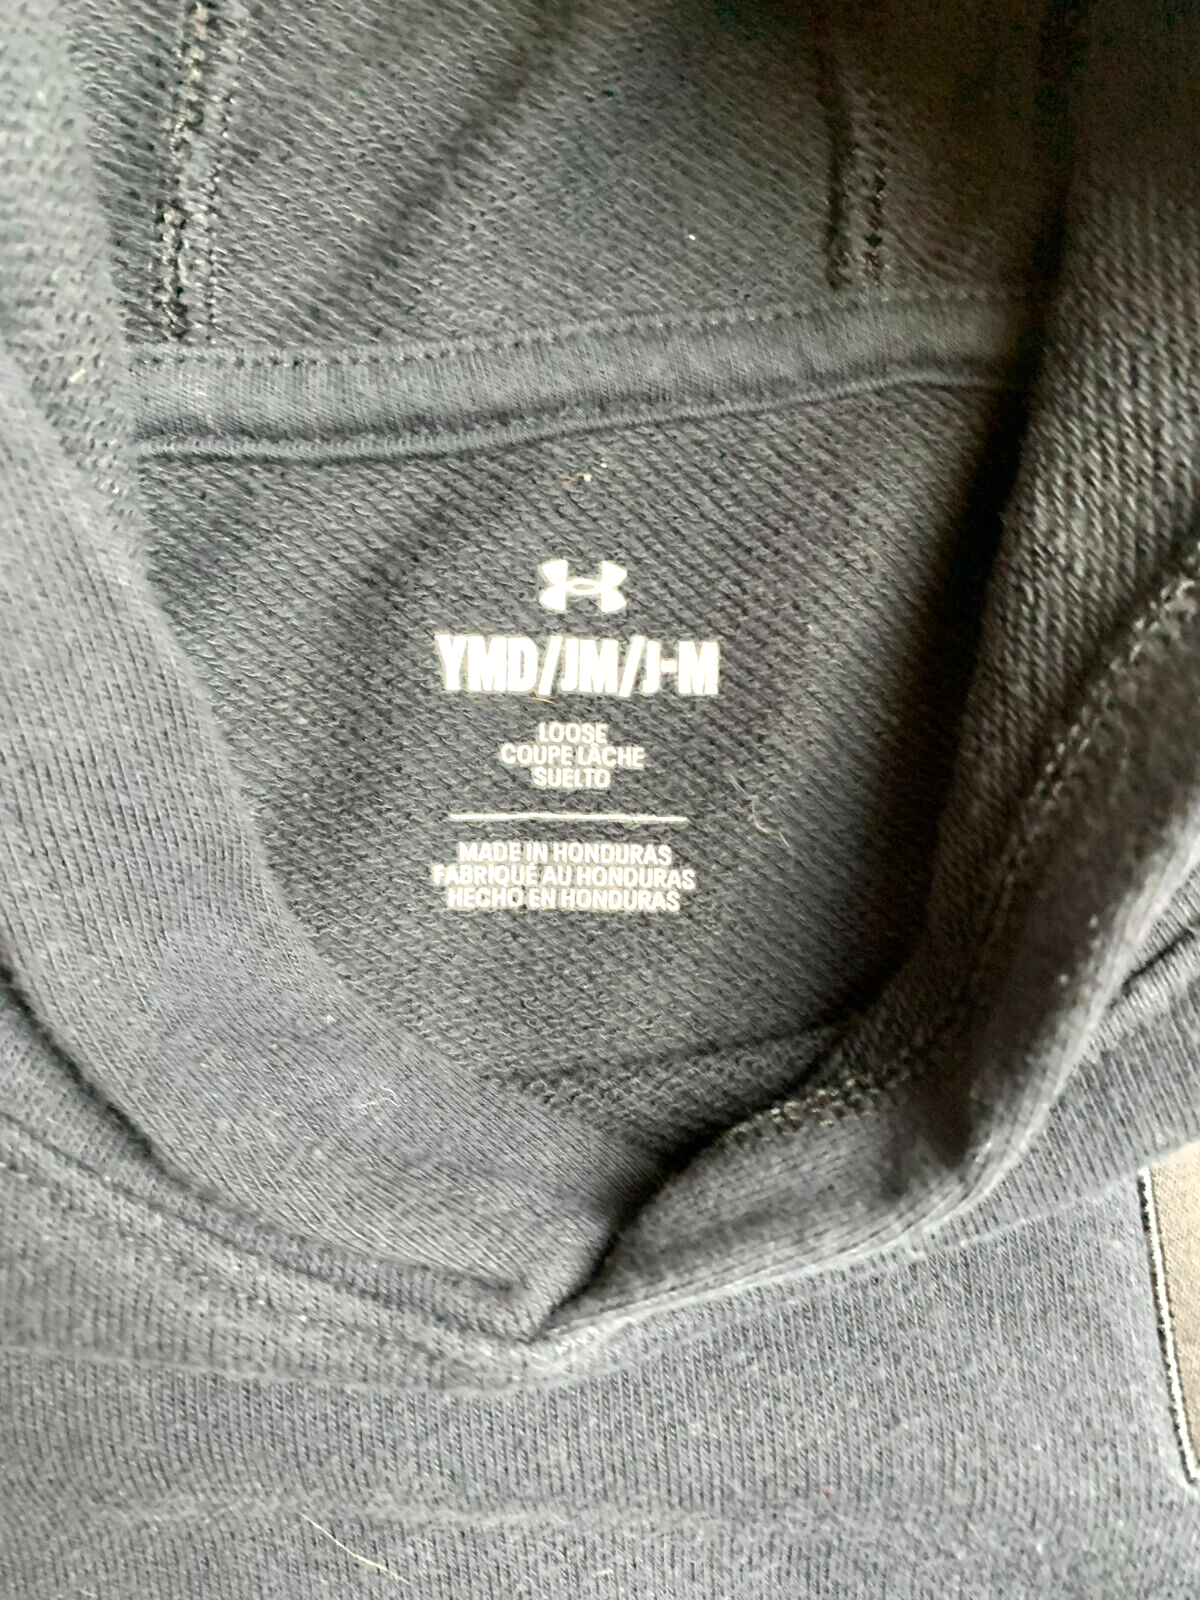 YMD/JM/J-M
LOOSE
COUPE LÂCHE
SUELTO
MADE IN HONDURAS
FABRIQUÉ AU HONDURAS
HECHO EN HONDURAS